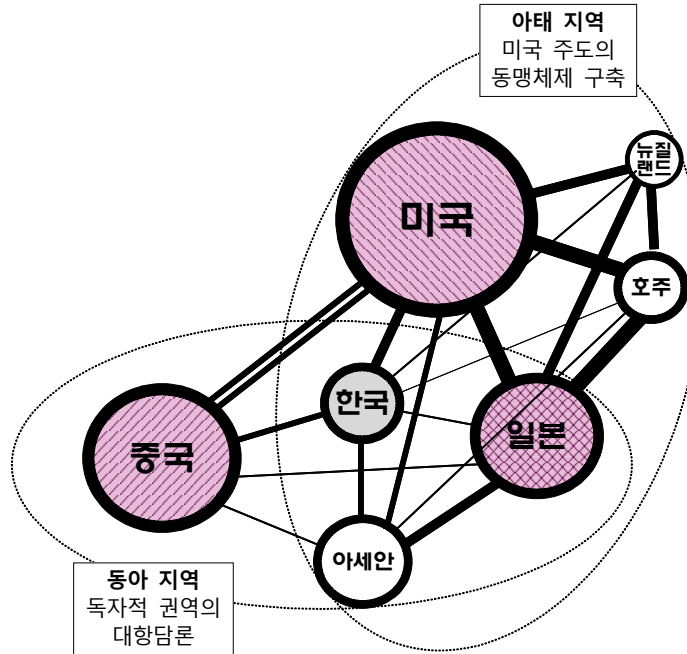 아태 지역
미국 주도의
동맹체제 구축
뉴질
랜드
미국
호주
한국
일본
중국
아세안
동아 지역
독자적 권역의
대항담론